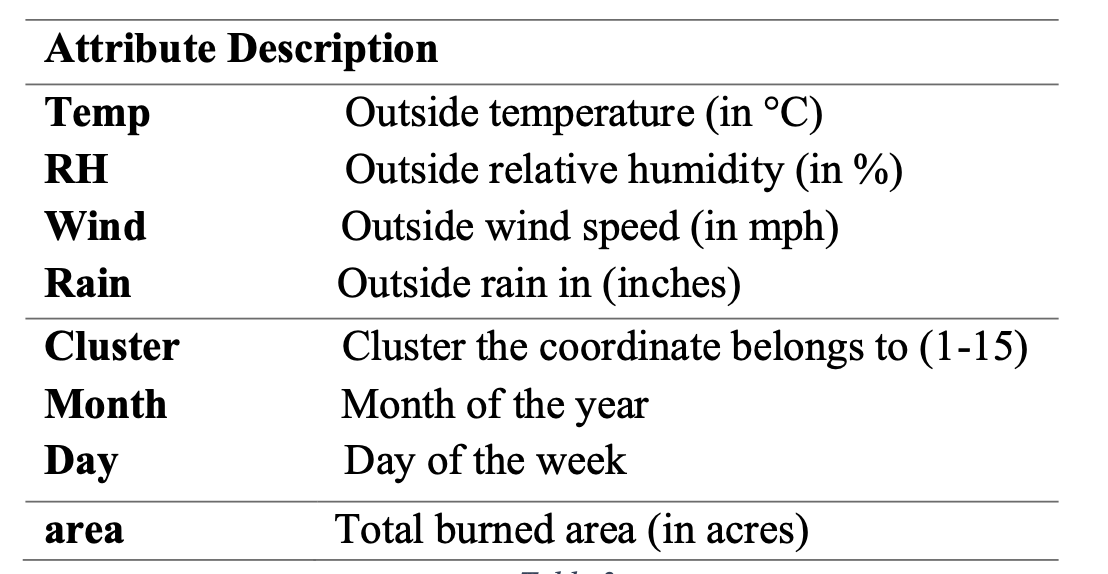 Attribute Description
Temp Outside temperature (in °C)
RH Outside relative humidity (in %)
Wind Outside wind speed (in mph)
Rain Outside rain in (inches)
Cluster Cluster the coordinate belongs to (1-15)
Month Month of the year
Day Day of the week
area Total burned area (in acres)